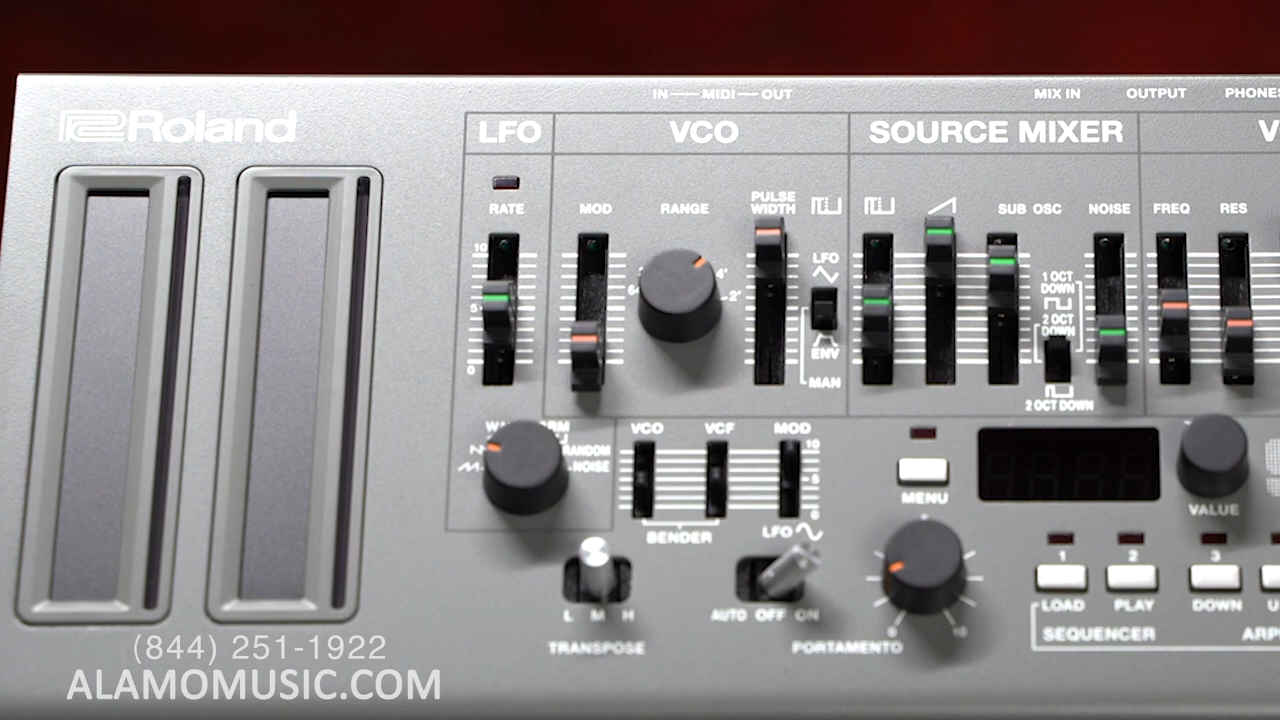 IN MIDI OUT
MIX IN OUTPUT PHONES
Roland
LFO VCO SOURCE MIXER V
RATE MOD RANGE PULSE WIDTH SUB OSC NOISE FREQ RES
10
5
0
64' 4' 2'
LFO
ENV
MAN
1 OCT DOWN
2 OCT DOWN
2 OCT DOWN
RANDOM
NOISE
VCO VCF MOD
10
5
0
BENDER
LFO
MENU
VALUE
L M H
TRANSPOSE
AUTO OFF ON
PORTAMENTO
0 10
1 2 3
LOAD PLAY DOWN U
SEQUENCER ARP
(844) 251-1922
ALAMOMUSIC.COM